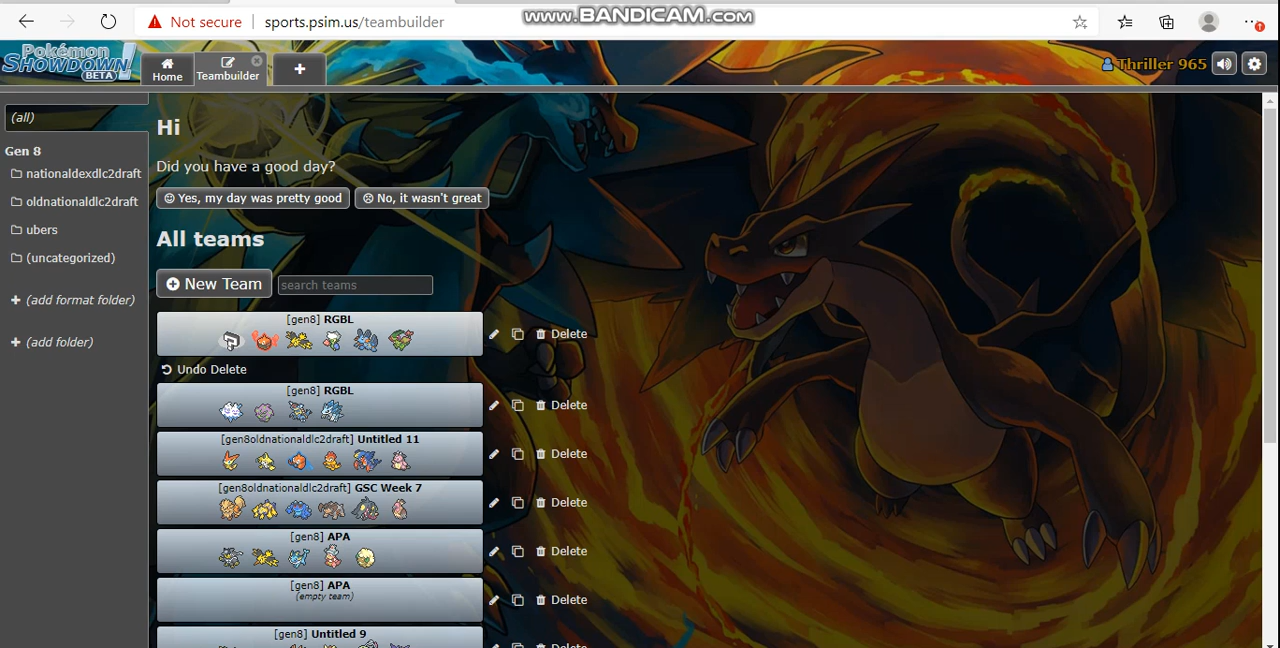 www.BANDICAM.com
Not secure
sports.psim.us/teambuilder
Pokémon
SHOWDOWN!
BETA
Home
Teambuilder
Thriller 965
(all)
Gen 8
nationaldexdlc2draft
oldnationaldlc2draft
ubers
(uncategorized)
(add format folder)
(add folder)
Hi
Did you have a good day?
Yes, my day was pretty good
No, it wasn't great
All teams
New Team
search teams
[gen8] RGBL
Delete
Undo Delete
[gen8] RGBL
Delete
[gen8oldnationaldlc2draft] Untitled 11
Delete
[gen8oldnationaldlc2draft] GSC Week 7
Delete
[gen8] APA
Delete
[gen8] APA
(empty team)
Delete
[gen8] Untitled 9
Delete